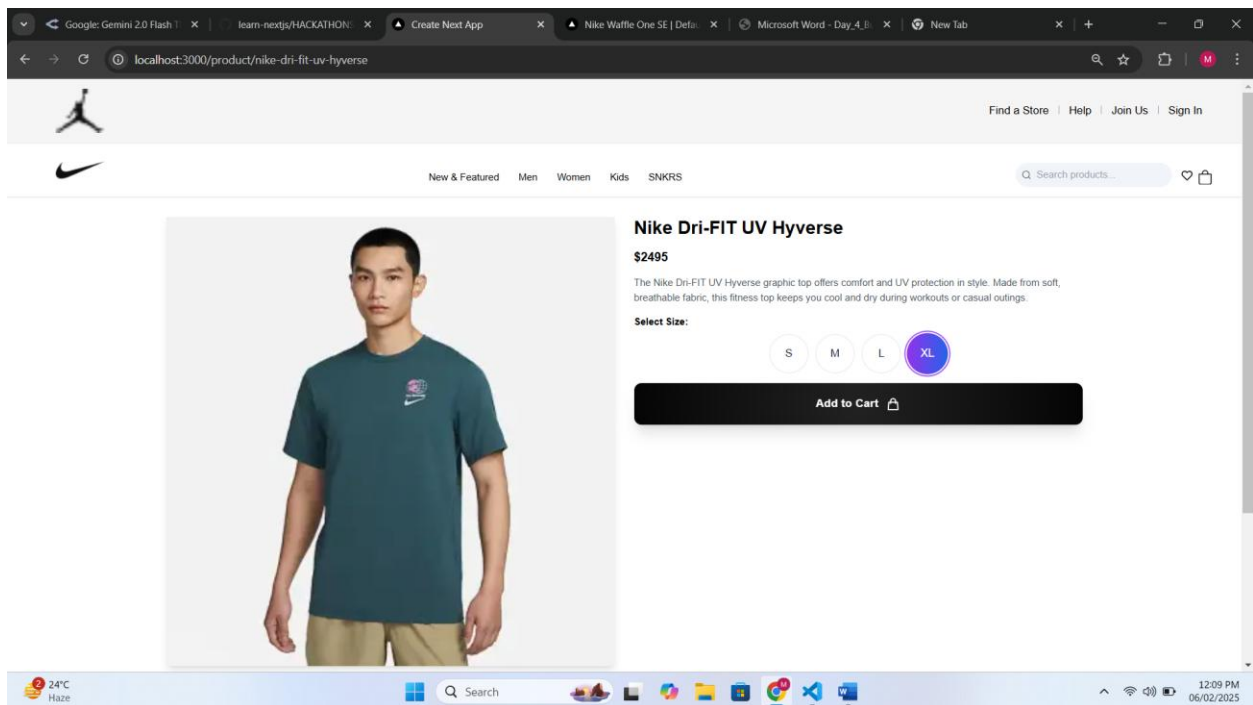 Google: Gemini 2.0 Flash T
learn-nextjs/HACKATHON
Create Next App
Nike Waffle One SE | Defau
Microsoft Word - Day_4_Bu
New Tab
localhost:3000/product/nike-dri-fit-uv-hyverse
M
Find a Store | Help | Join Us | Sign In
New & Featured Men Women Kids SNKRS
Search products...
Nike Dri-FIT UV Hyverse
$2495
The Nike Dri-FIT UV Hyverse graphic top offers comfort and UV protection in style. Made from soft,
breathable fabric, this fitness top keeps you cool and dry during workouts or casual outings.
Select Size:
S M L XL
Add to Cart
2
24°C
Haze
Search
12:09 PM
06/02/2025